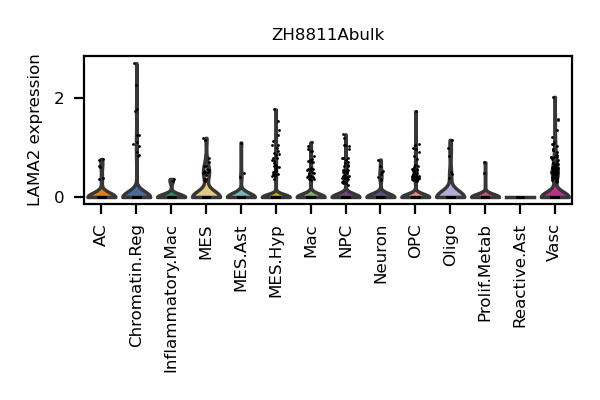 ZH8811Abulk
LAMA2 expression
2
0
AC
Chromatin.Reg
Inflammatory.Mac
MES
MES.Ast
MES.Hyp
Mac
NPC
Neuron
OPC
Oligo
Prolif.Metab
Reactive.Ast
Vasc